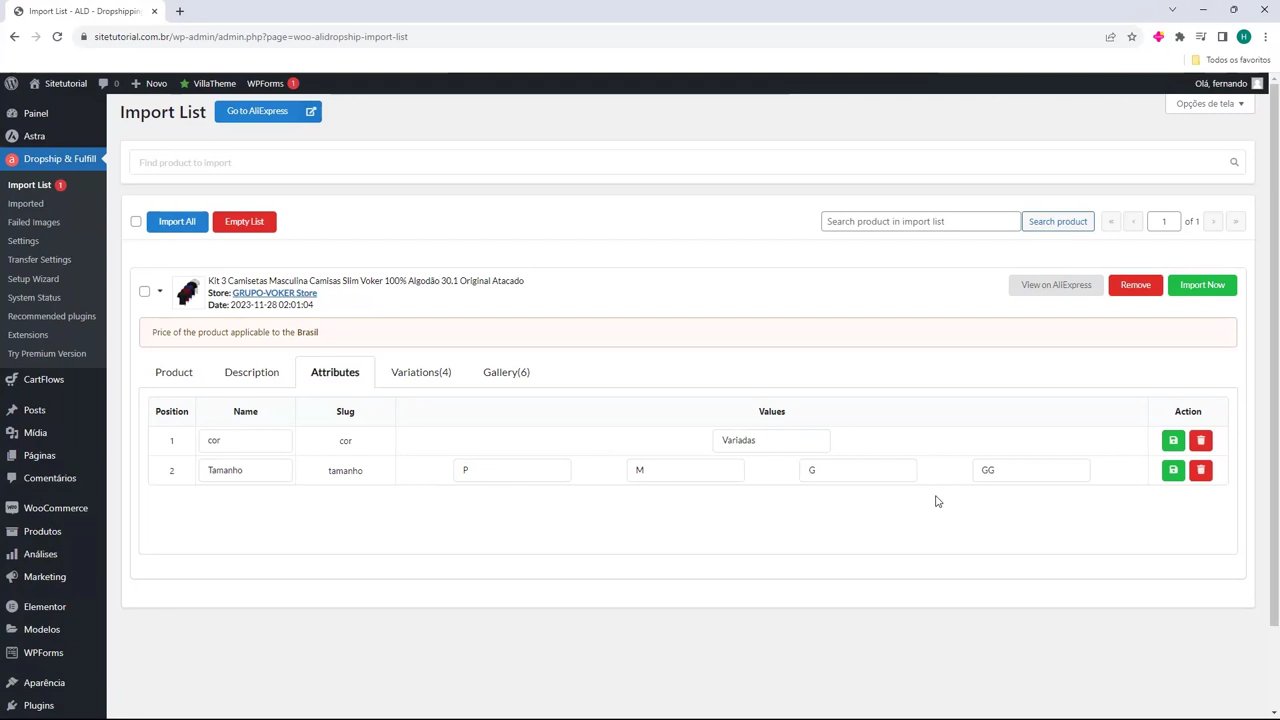 Import List - ALD - Dropshipping
sitetutorial.com.br/wp-admin/admin.php?page=woo-alidropship-import-list
H
Todos os favoritos
Sitetutorial
0
Novo
VillaTheme
WPForms 1
Olá, fernando
Painel
Astra
Dropship & Fulfill
Import List 1
Imported
Failed Images
Settings
Transfer Settings
Setup Wizard
System Status
Recommended plugins
Extensions
Try Premium Version
CartFlows
Posts
Mídia
Páginas
Comentários
WooCommerce
Produtos
Análises
Marketing
Elementor
Modelos
WPForms
Aparência
Plugins
Import List
Go to AliExpress
Opções de tela
Find product to import
Import All
Empty List
Search product in import list
Search product
« ‹ 1 of 1 › »
Kit 3 Camisetas Masculina Camisas Slim Voker 100% Algodão 30.1 Original Atacado
Store: GRUPO-VOKER Store
Date: 2023-11-28 02:01:04
View on AliExpress
Remove
Import Now
Price of the product applicable to the Brasil
Product
Description
Attributes
Variations(4)
Gallery(6)
Position Name Slug Values Action
1 cor cor Variadas
2 Tamanho tamanho P M G GG